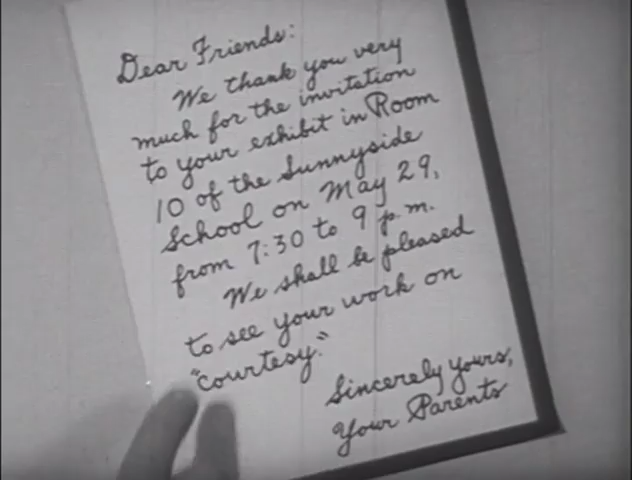 Dear Friends:
We thank you very
much for the invitation
to your exhibit in Room
10 of the Sunnyside
School on May 29,
from 7:30 to 9 p.m.
We shall be pleased
to see your work on
"courtesy."
Sincerely yours,
Your Parents